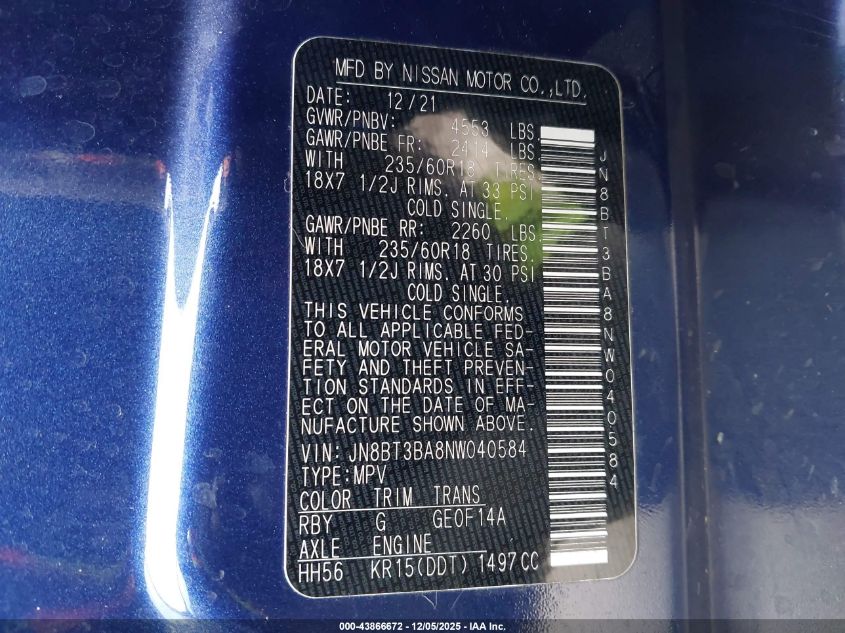 MFD BY NISSAN MOTOR CO.,LTD.
DATE: 12/21
GVWR/PNBV: 4553 LBS.
GAWR/PNBE FR: 2414 LBS.
WITH 235/60R18 TIRES.
18X7 1/2J RIMS. AT 33 PSI
COLD SINGLE.
GAWR/PNBE RR: 2260 LBS.
WITH 235/60R18 TIRES.
18X7 1/2J RIMS. AT 30 PSI
COLD SINGLE.
THIS VEHICLE CONFORMS
TO ALL APPLICABLE FED-
ERAL MOTOR VEHICLE SA-
FETY AND THEFT PREVEN-
TION STANDARDS IN EFF-
ECT ON THE DATE OF MA-
NUFACTURE SHOWN ABOVE.
VIN: JN8BT3BA8NW040584
TYPE:MPV
COLOR TRIM TRANS
RBY G GE0F14A
AXLE ENGINE
HH56 KR15(DDT) 1497CC
JN8BT3BA8NW040584
000-43866672 - 12/05/2025 - IAA Inc.